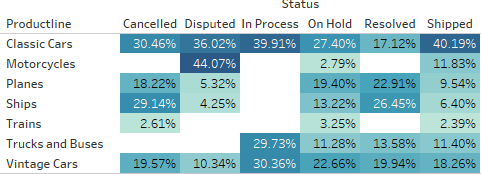 Status
Productline Cancelled Disputed In Process On Hold Resolved Shipped
Classic Cars 30.46% 36.02% 39.91% 27.40% 17.12% 40.19%
Motorcycles 44.07% 2.79% 11.83%
Planes 18.22% 5.32% 19.40% 22.91% 9.54%
Ships 29.14% 4.25% 13.22% 26.45% 6.40%
Trains 2.61% 3.25% 2.39%
Trucks and Buses 29.73% 11.28% 13.58% 11.40%
Vintage Cars 19.57% 10.34% 30.36% 22.66% 19.94% 18.26%